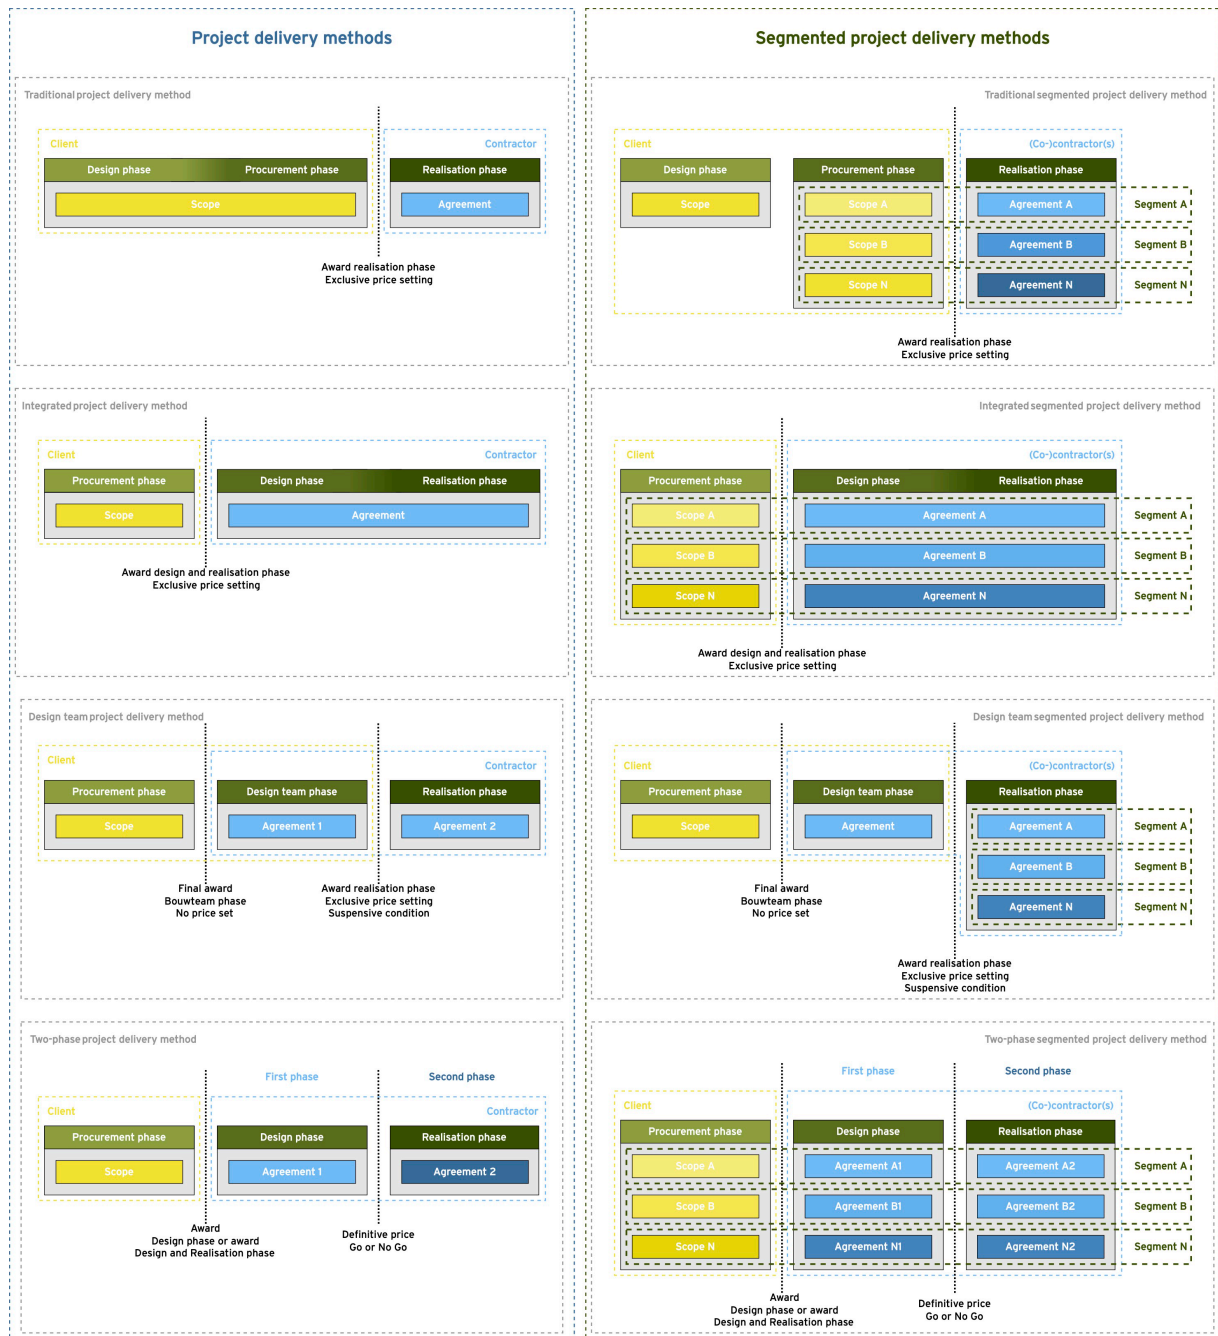 Project delivery methods
Traditional project delivery method
Client
Contractor
Design phase
Procurement phase
Realisation phase
Scope
Agreement
Award realisation phase
Exclusive price setting
Integrated project delivery method
Client
Contractor
Procurement phase
Design phase
Realisation phase
Scope
Agreement
Award design and realisation phase
Exclusive price setting
Design team project delivery method
Client
Contractor
Procurement phase
Design team phase
Realisation phase
Scope
Agreement 1
Agreement 2
Final award
Bouwteam phase
No price set
Award realisation phase
Exclusive price setting
Suspensive condition
Two-phase project delivery method
First phase
Second phase
Client
Contractor
Procurement phase
Design phase
Realisation phase
Scope
Agreement 1
Agreement 2
Award
Design phase or award
Design and Realisation phase
Definitive price
Go or No Go
Segmented project delivery methods
Traditional segmented project delivery method
Client
(Co-)contractor(s)
Design phase
Procurement phase
Realisation phase
Scope
Scope A
Agreement A
Segment A
Scope B
Agreement B
Segment B
Scope N
Agreement N
Segment N
Award realisation phase
Exclusive price setting
Integrated segmented project delivery method
Client
(Co-)contractor(s)
Procurement phase
Design phase
Realisation phase
Scope A
Agreement A
Segment A
Scope B
Agreement B
Segment B
Scope N
Agreement N
Segment N
Award design and realisation phase
Exclusive price setting
Design team segmented project delivery method
Client
(Co-)contractor(s)
Procurement phase
Design team phase
Realisation phase
Scope
Agreement
Agreement A
Segment A
Agreement B
Segment B
Agreement N
Segment N
Final award
Bouwteam phase
No price set
Award realisation phase
Exclusive price setting
Suspensive condition
Two-phase segmented project delivery method
First phase
Second phase
Client
(Co-)contractor(s)
Procurement phase
Design phase
Realisation phase
Scope A
Agreement A1
Agreement A2
Segment A
Scope B
Agreement B1
Agreement B2
Segment B
Scope N
Agreement N1
Agreement N2
Segment N
Award
Design phase or award
Design and Realisation phase
Definitive price
Go or No Go